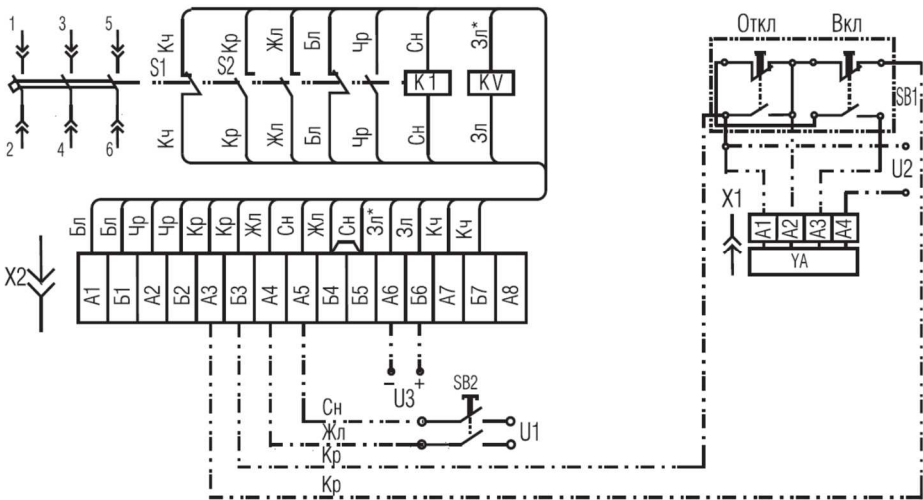 1 3 5
S1 S2
2 4 6
Кч Кр Жл Бл Чр Сн Зл*
К1 KV
Кч Кр Жл Бл Чр Сн Зл
Откл Вкл
SB1
U2
X1
А1 А2 А3 А4
YA
Бл Бл Чр Чр Кр Кр Жл Сн Жл Сн Зл* Зл Кч Кч
X2
А1 Б1 А2 Б2 А3 Б3 А4 А5 Б4 Б5 А6 Б6 А7 Б7 А8
− +
U3
SB2
U1
Сн
Жл
Кр
Кр